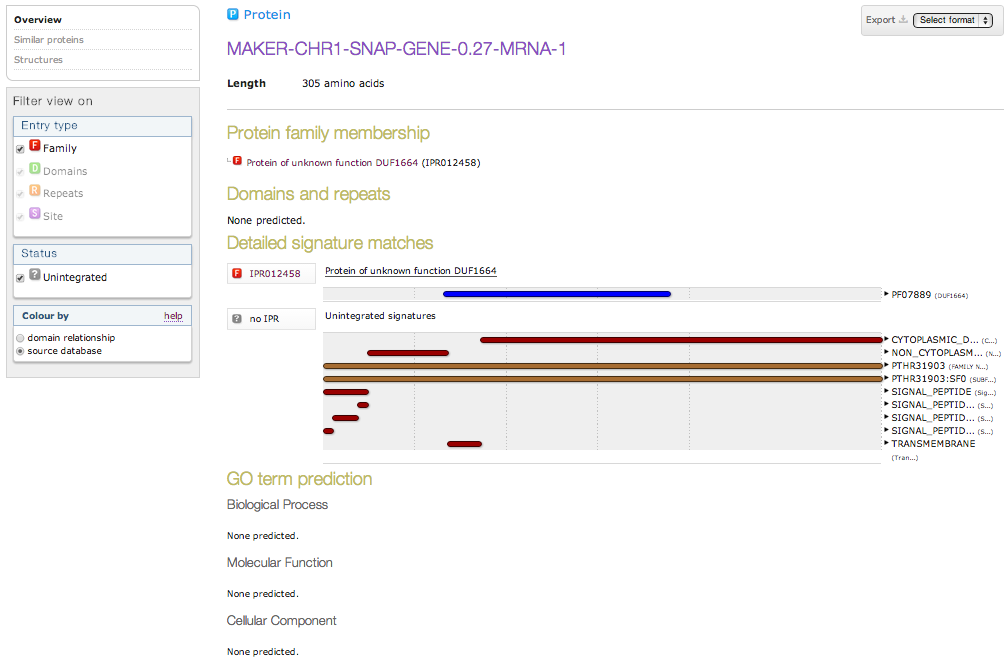 Overview
Similar proteins
Structures
Filter view on
Entry type
F Family
D Domains
R Repeats
S Site
Status
? Unintegrated
Colour by help
domain relationship
source database
P Protein
Export Select format
MAKER-CHR1-SNAP-GENE-0.27-MRNA-1
Length 305 amino acids
Protein family membership
F Protein of unknown function DUF1664 (IPR012458)
Domains and repeats
None predicted.
Detailed signature matches
F IPR012458 Protein of unknown function DUF1664
PF07889 (DUF1664)
? no IPR Unintegrated signatures
CYTOPLASMIC_D... (C...)
NON_CYTOPLASM... (N...)
PTHR31903 (FAMILY N...)
PTHR31903:SF0 (SUBF...)
SIGNAL_PEPTIDE (Sig...)
SIGNAL_PEPTID... (S...)
SIGNAL_PEPTID... (S...)
SIGNAL_PEPTID... (S...)
TRANSMEMBRANE
(Tran...)
GO term prediction
Biological Process
None predicted.
Molecular Function
None predicted.
Cellular Component
None predicted.